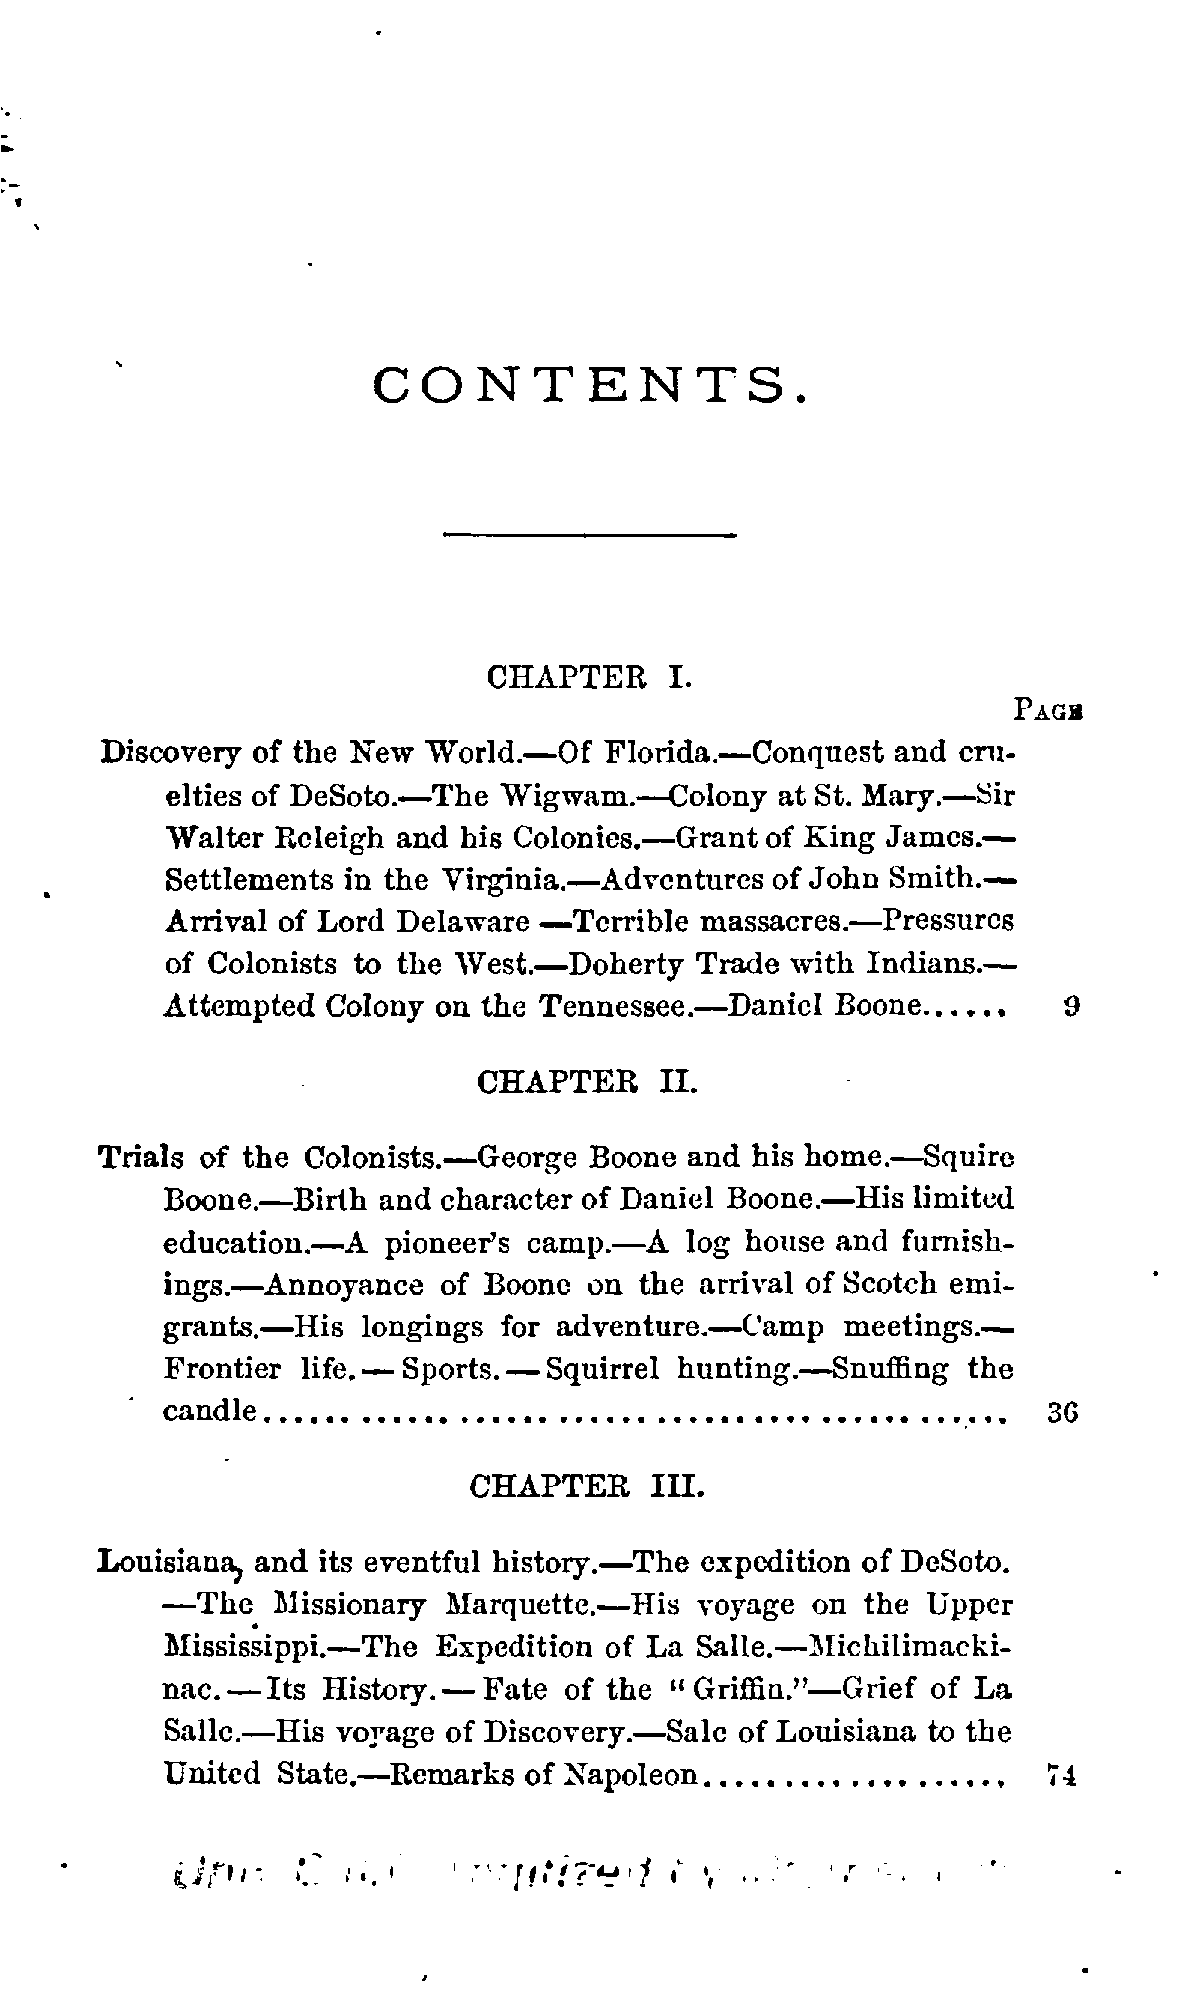 CONTENTS.
CHAPTER I.
PAGE
Discovery of the New World.—Of Florida.—Conquest and cru-
elties of DeSoto.—The Wigwam.—Colony at St. Mary.—Sir
Walter Releigh and his Colonies.—Grant of King James.—
Settlements in the Virginia.—Adventures of John Smith.—
Arrival of Lord Delaware —Terrible massacres.—Pressures
of Colonists to the West.—Doherty Trade with Indians.—
Attempted Colony on the Tennessee.—Daniel Boone...... 9
CHAPTER II.
Trials of the Colonists.—George Boone and his home.—Squire
Boone.—Birth and character of Daniel Boone.—His limited
education.—A pioneer's camp.—A log house and furnish-
ings.—Annoyance of Boone on the arrival of Scotch emi-
grants.—His longings for adventure.—Camp meetings.—
Frontier life.—Sports.—Squirrel hunting.—Snuffing the
candle............................................. 36
CHAPTER III.
Louisiana, and its eventful history.—The expedition of DeSoto.
—The Missionary Marquette.—His voyage on the Upper
Mississippi.—The Expedition of La Salle.—Michilimacki-
nac.—Its History.—Fate of the "Griffin."—Grief of La
Salle.—His voyage of Discovery.—Sale of Louisiana to the
United State.—Remarks of Napoleon................... 74